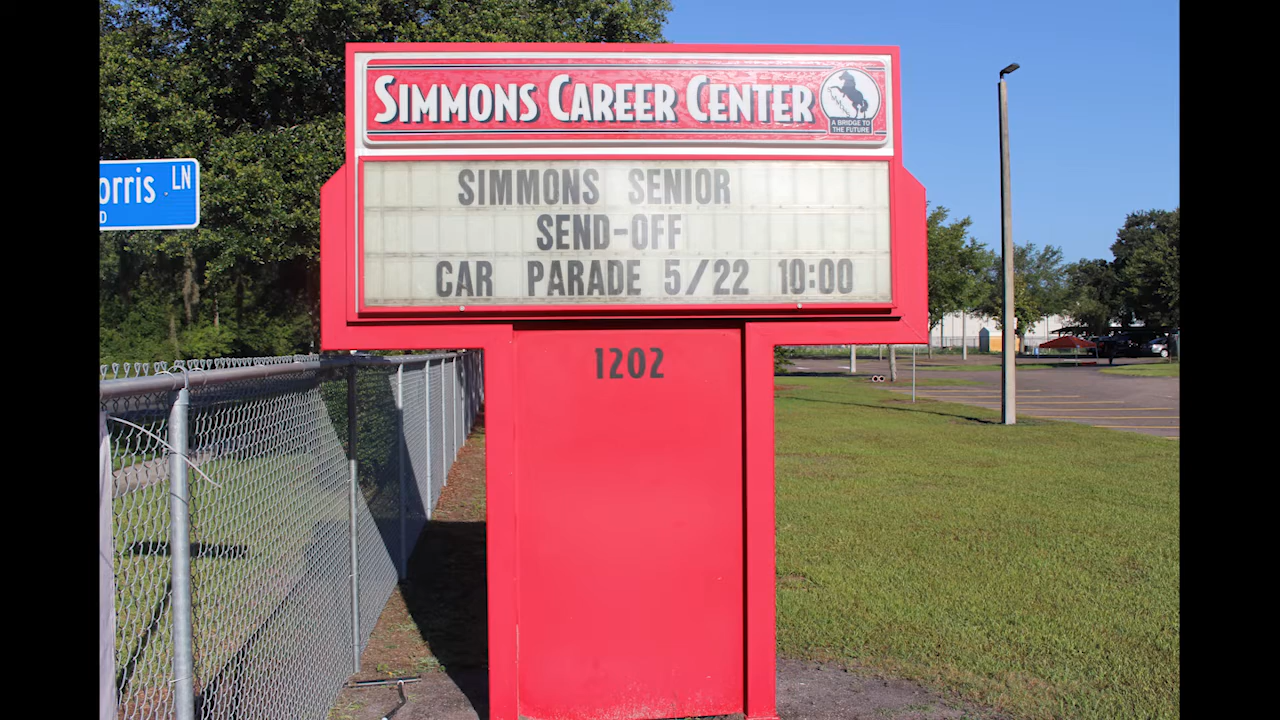 SIMMONS CAREER CENTER
A BRIDGE TO
THE FUTURE
orris LN
D
SIMMONS SENIOR
SEND-OFF
CAR PARADE 5/22 10:00
1202